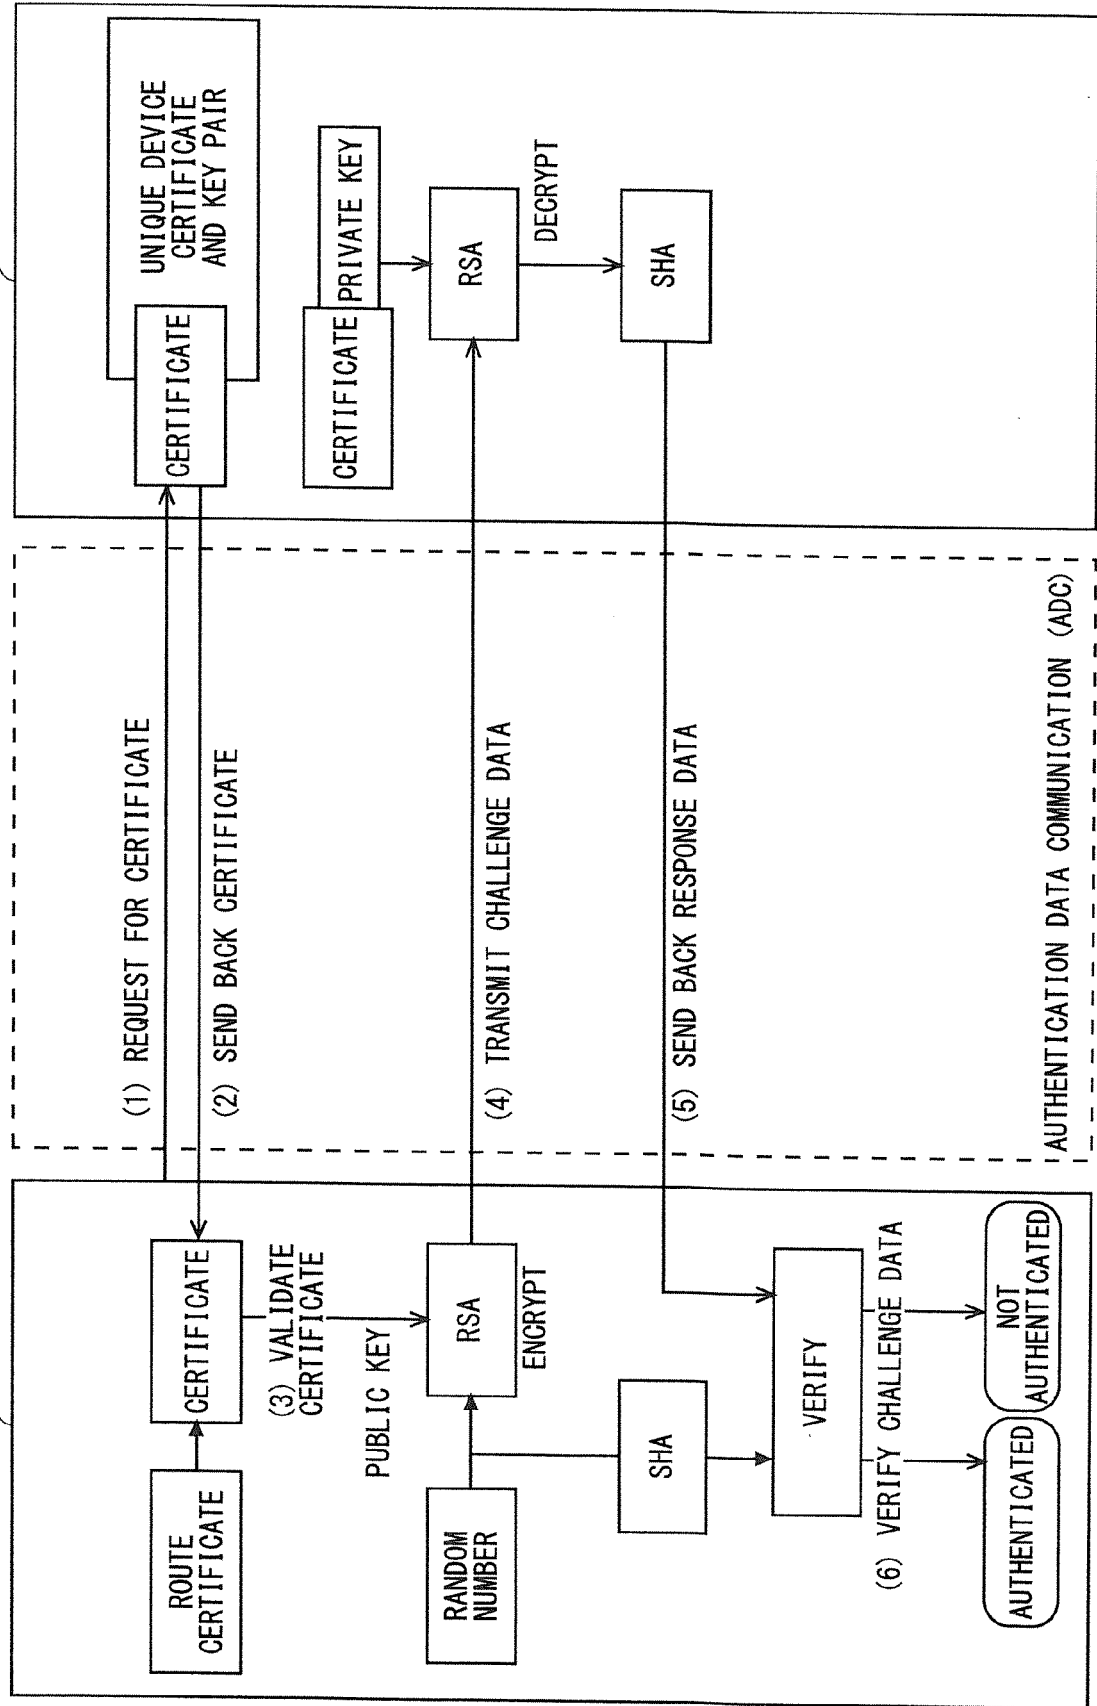 ROUTE
CERTIFICATE
CERTIFICATE
(1) REQUEST FOR CERTIFICATE
(2) SEND BACK CERTIFICATE
CERTIFICATE
UNIQUE DEVICE
CERTIFICATE
AND KEY PAIR
(3) VALIDATE
CERTIFICATE
PUBLIC KEY
CERTIFICATE
PRIVATE KEY
RANDOM
NUMBER
RSA
ENCRYPT
(4) TRANSMIT CHALLENGE DATA
RSA
DECRYPT
SHA
(5) SEND BACK RESPONSE DATA
SHA
VERIFY
(6) VERIFY CHALLENGE DATA
AUTHENTICATED
NOT
AUTHENTICATED
AUTHENTICATION DATA COMMUNICATION (ADC)